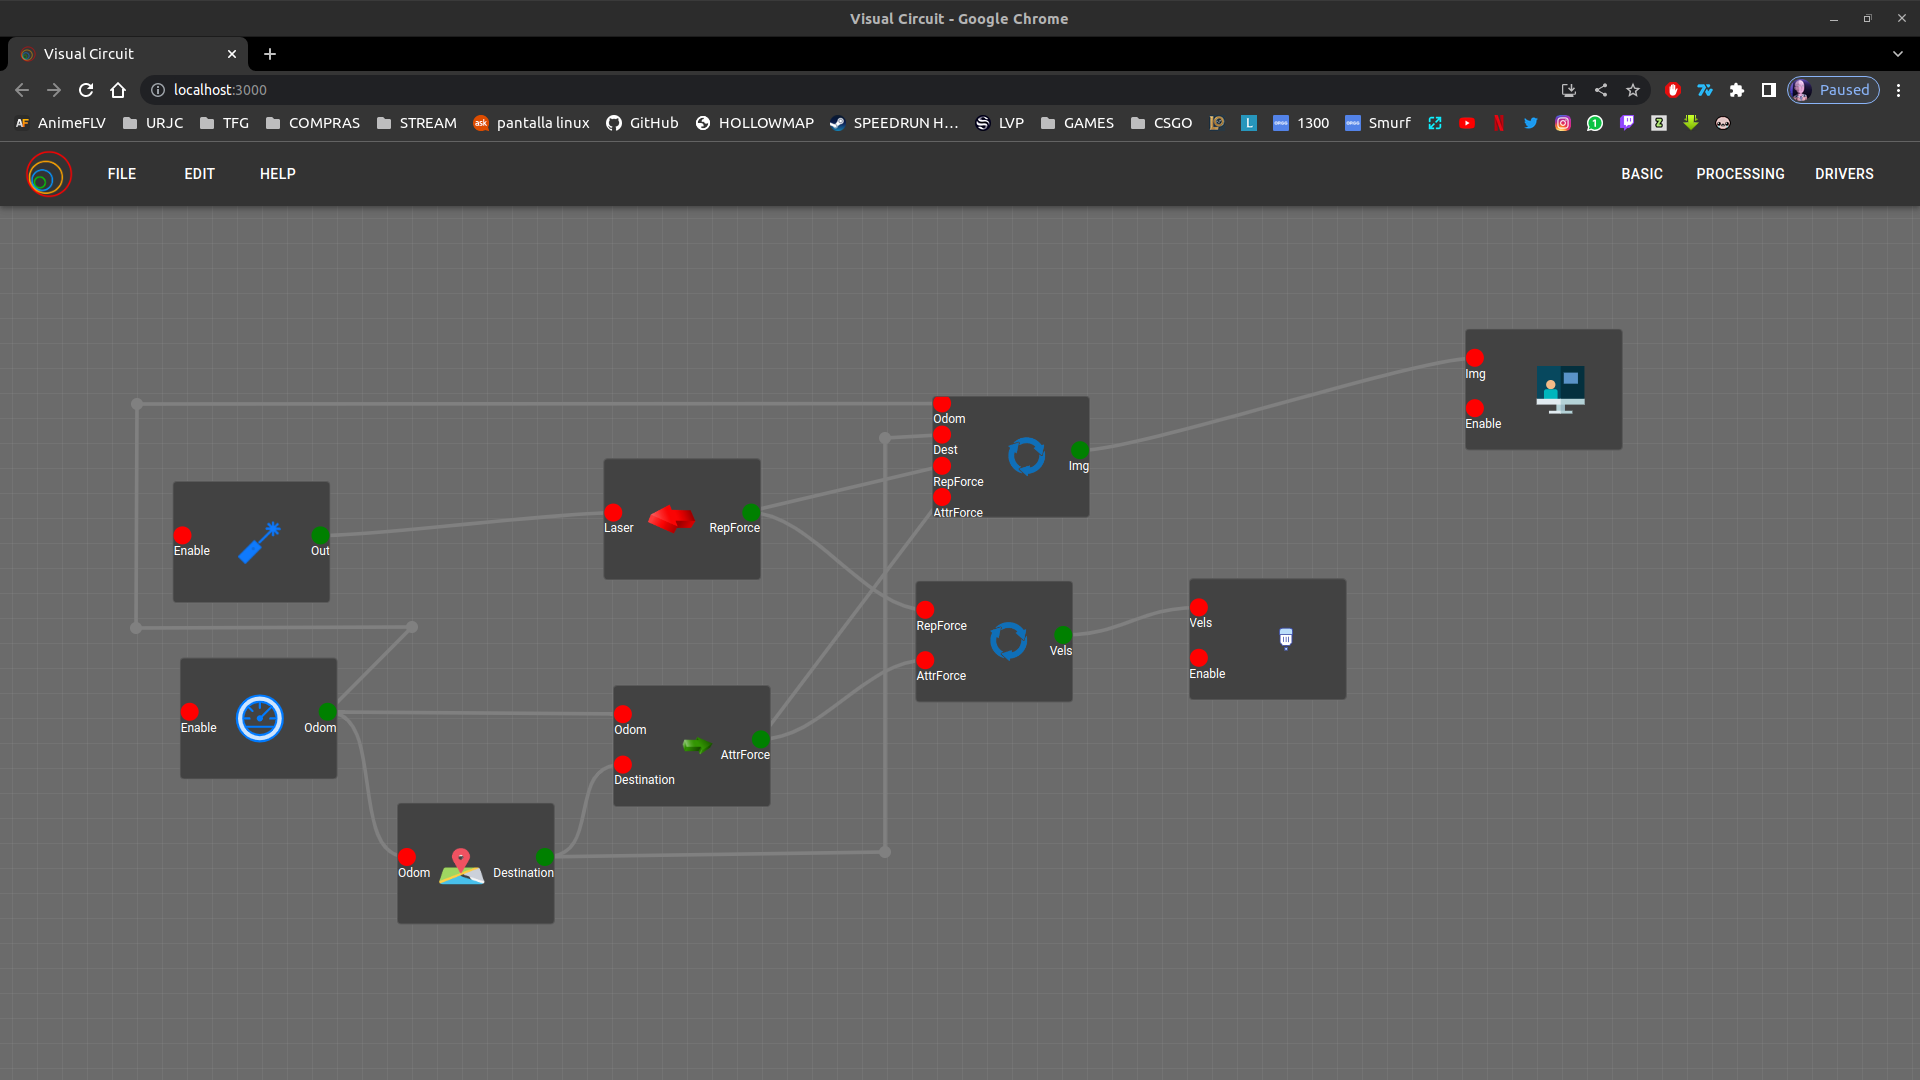 Visual Circuit - Google Chrome
Visual Circuit
localhost:3000
Paused
AF AnimeFLV URJC TFG COMPRAS STREAM ask pantalla linux GitHub HOLLOWMAP SPEEDRUN H... LVP GAMES CSGO L 1300 Smurf
FILE EDIT HELP BASIC PROCESSING DRIVERS
Img
Enable
Odom
Dest
RepForce
AttrForce
Img
Laser
RepForce
Enable
Out
RepForce
AttrForce
Vels
Vels
Enable
Enable
Odom
Odom
Destination
AttrForce
Odom
Destination